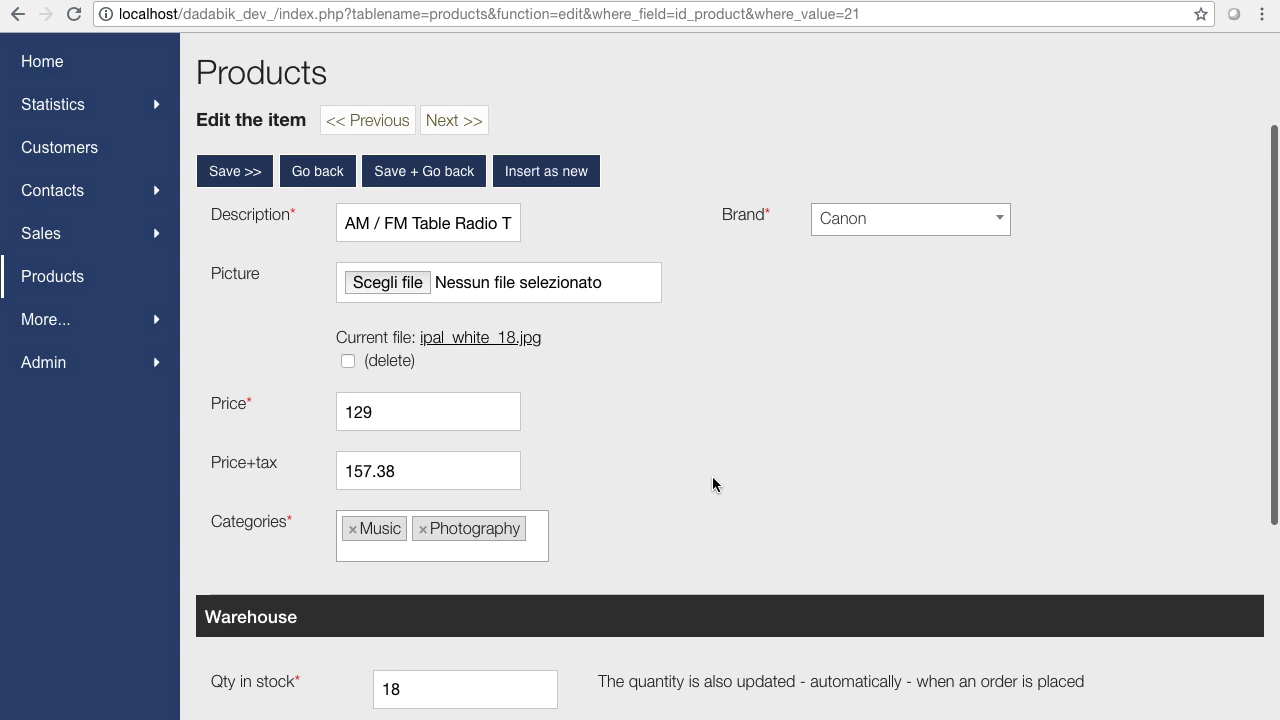 localhost/dadabik_dev_/index.php?tablename=products&function=edit&where_field=id_product&where_value=21
Home
Statistics
Customers
Contacts
Sales
Products
More...
Admin
Products
Edit the item << Previous Next >>
Save >> Go back Save + Go back Insert as new
Description* AM / FM Table Radio T Brand* Canon
Picture Scegli file Nessun file selezionato
Current file: ipal_white_18.jpg
(delete)
Price* 129
Price+tax 157.38
Categories* ×Music ×Photography
Warehouse
Qty in stock* 18 The quantity is also updated - automatically - when an order is placed